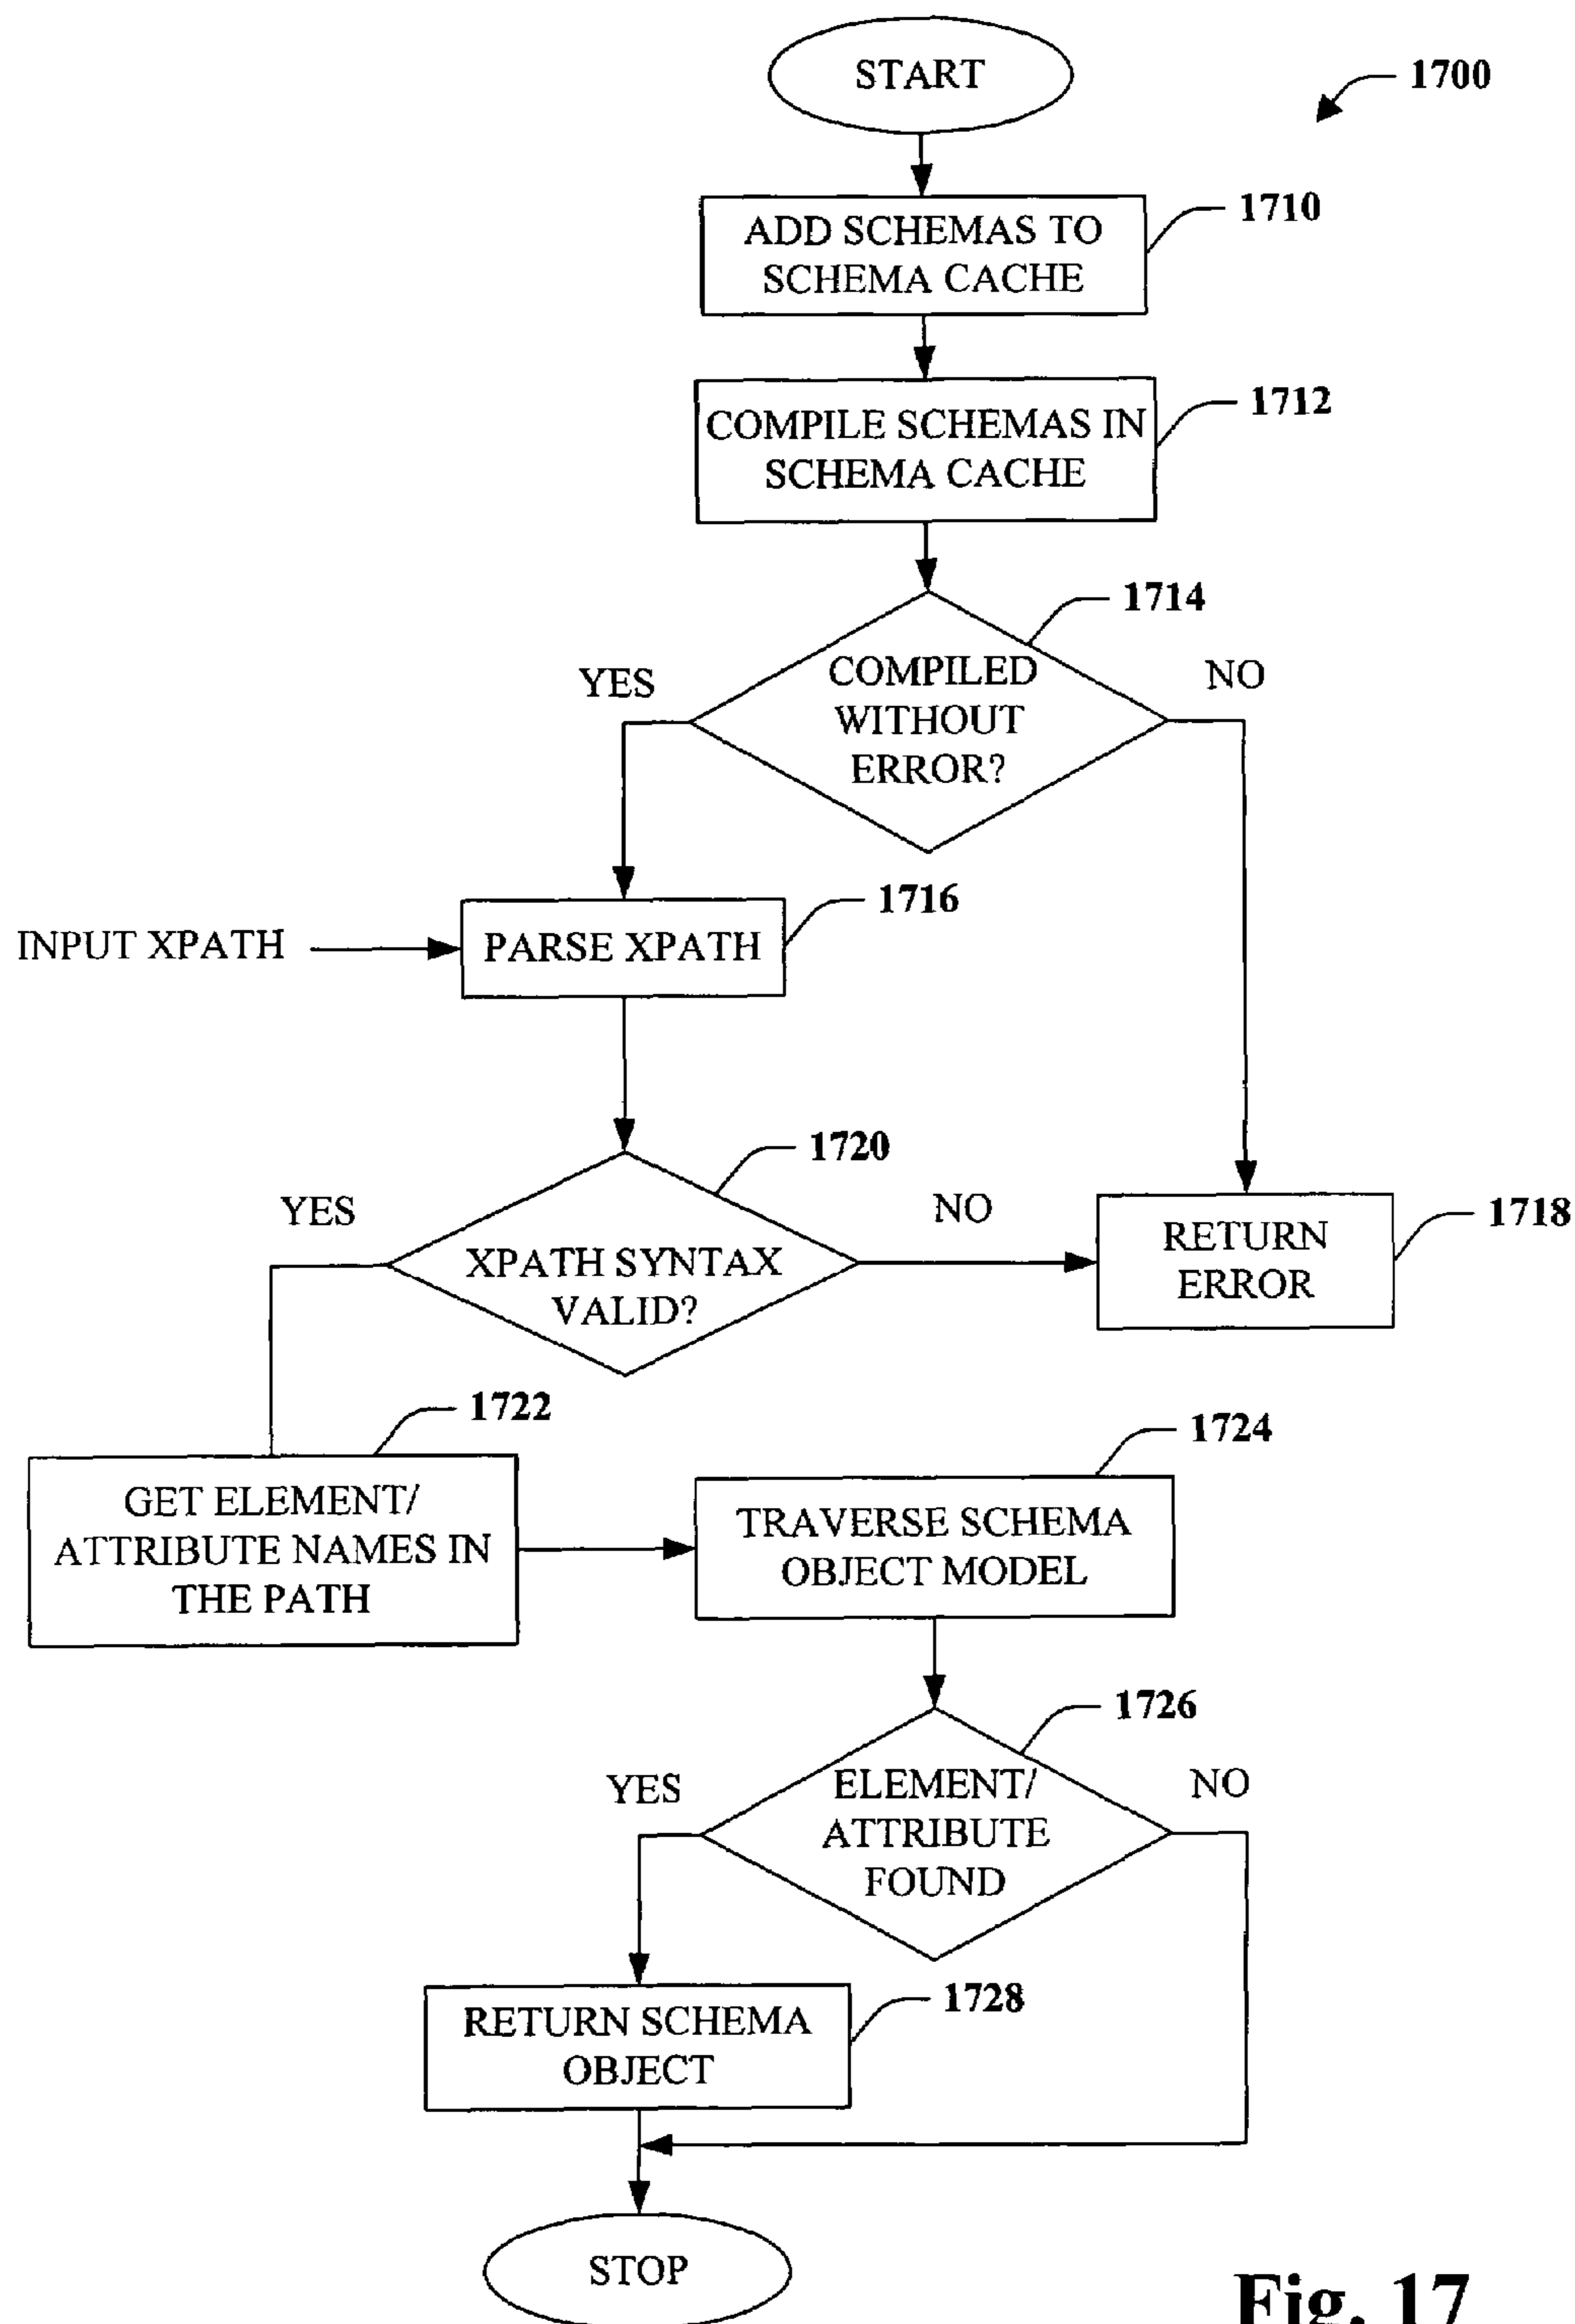 START
1700
1710
ADD SCHEMAS TO
SCHEMA CACHE
1712
COMPILE SCHEMAS IN
SCHEMA CACHE
1714
YES
COMPILED
WITHOUT
ERROR?
NO
1716
INPUT XPATH
PARSE XPATH
1720
YES
XPATH SYNTAX
VALID?
NO
1718
RETURN
ERROR
1722
GET ELEMENT/
ATTRIBUTE NAMES IN
THE PATH
1724
TRAVERSE SCHEMA
OBJECT MODEL
1726
YES
ELEMENT/
ATTRIBUTE
FOUND
NO
1728
RETURN SCHEMA
OBJECT
STOP
Fig. 17